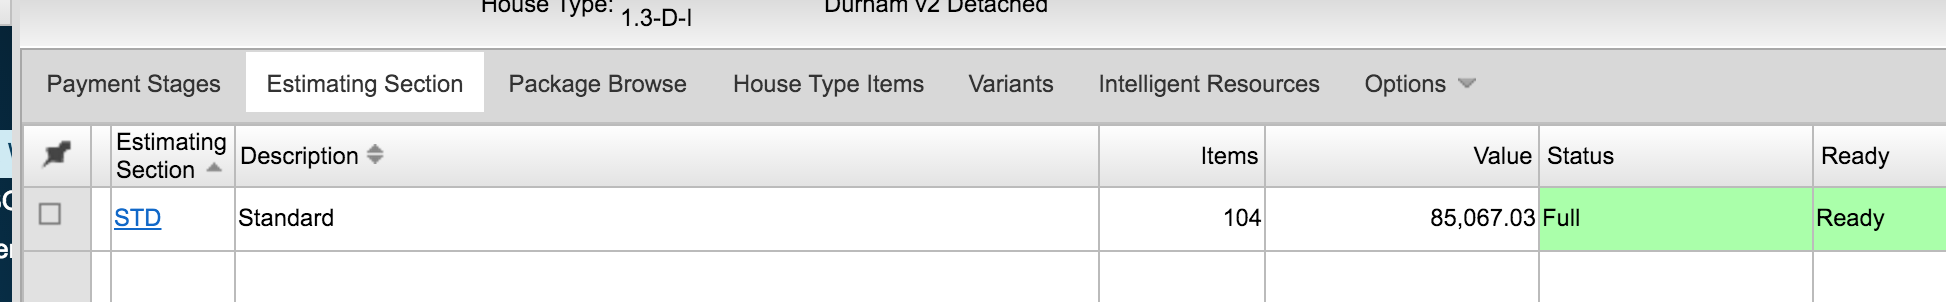 House Type: 1.3-D-I Durham v2 Detached
Payment Stages Estimating Section Package Browse House Type Items Variants Intelligent Resources Options
Estimating Section Description Items Value Status Ready
STD Standard 104 85,067.03 Full Ready